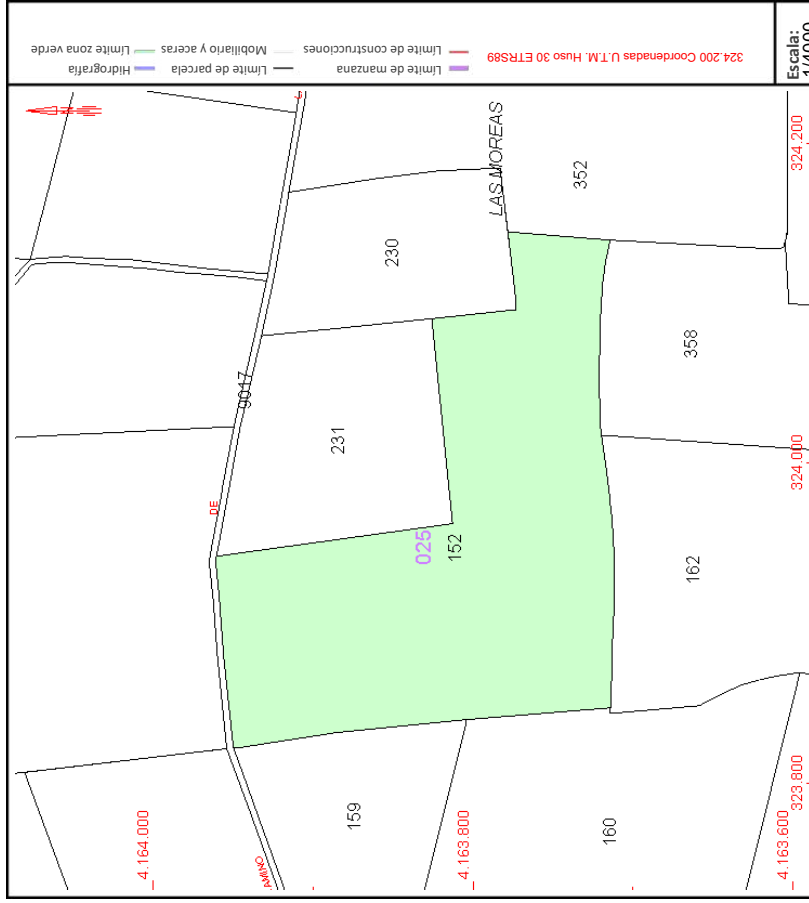 324.200 Coordenadas U.T.M. Huso 30 ETRS89
Límite de manzana
Límite de construcciones
Límite de parcela
Mobiliario y aceras
Hidrografía
Límite zona verde
Escala:
1/4000
LAS MOREAS
352
324,200
230
358
9017
231
324,000
DE
025
152
162
4.164.000
159
4.163.800
160
4.163.600
323,800